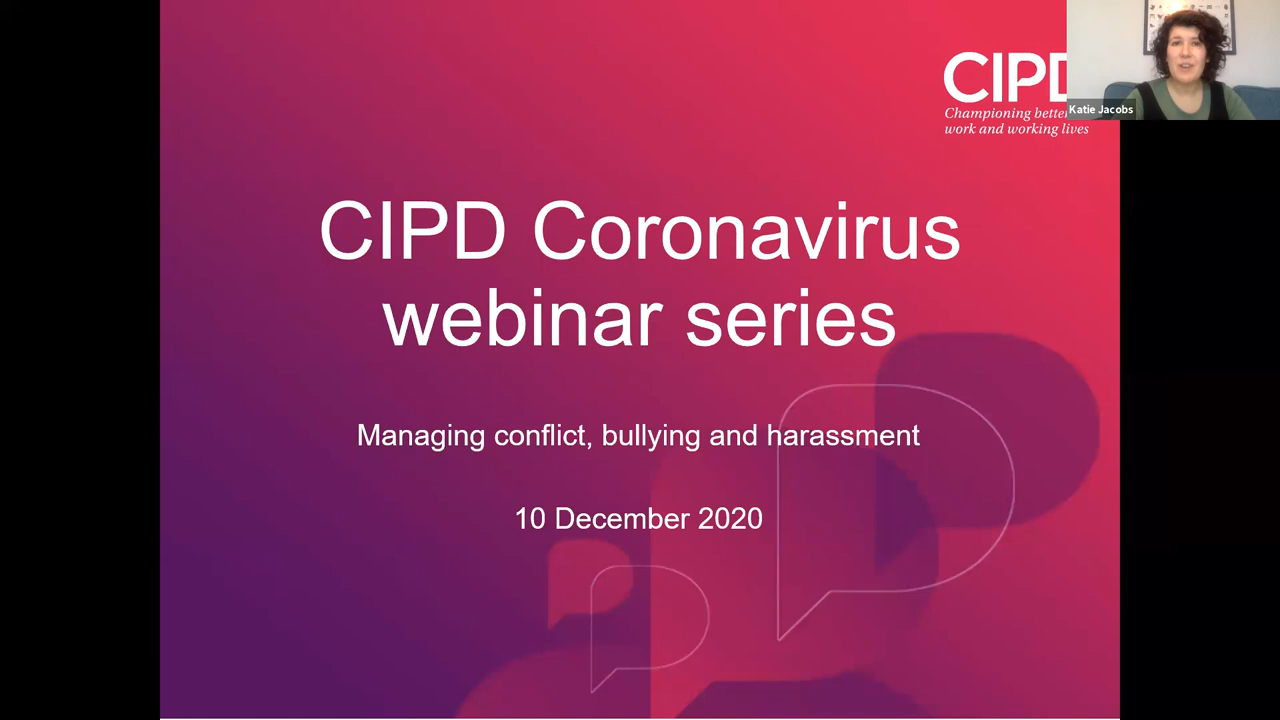 CIPD
Championing better
work and working lives
Katie Jacobs
CIPD Coronavirus
webinar series
Managing conflict, bullying and harassment
10 December 2020